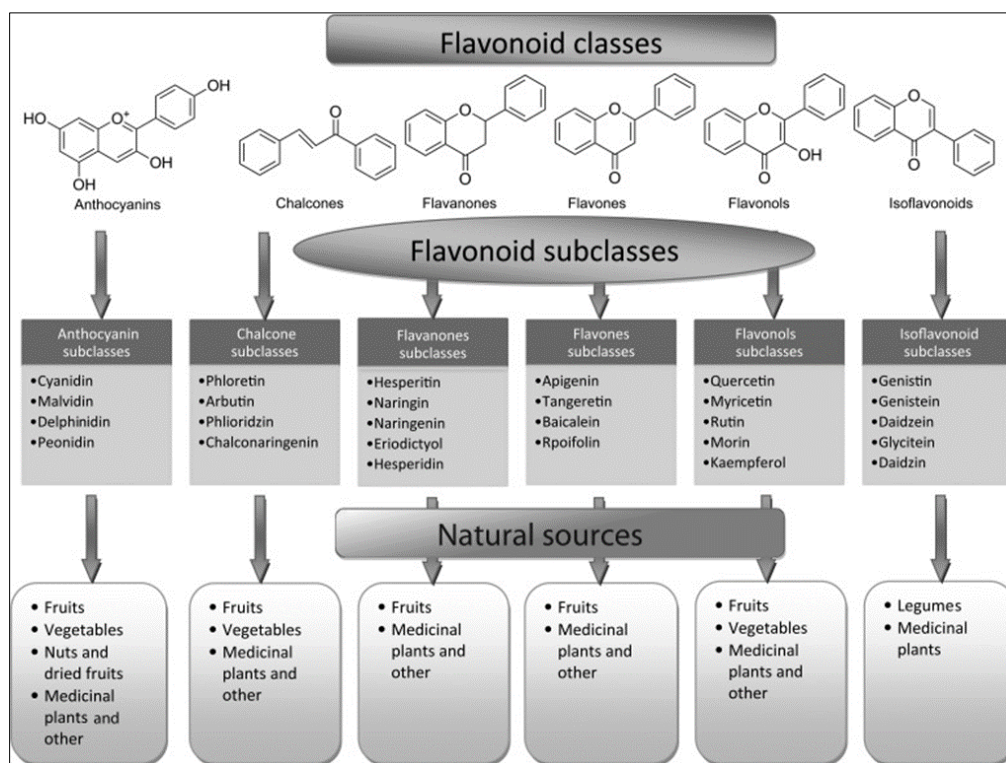 Flavonoid classes
OH
HO
O+
OH
OH
Anthocyanins
O
Chalcones
O
O
Flavanones
O
O
Flavones
O
OH
O
Flavonols
O
O
Isoflavonoids
Flavonoid subclasses
Anthocyanin
subclasses
•Cyanidin
•Malvidin
•Delphinidin
•Peonidin
Chalcone
subclasses
•Phloretin
•Arbutin
•Phlioridzin
•Chalconaringenin
Flavanones
subclasses
•Hesperitin
•Naringin
•Naringenin
•Eriodictyol
•Hesperidin
Flavones
subclasses
•Apigenin
•Tangeretin
•Baicalein
•Rpoifolin
Flavonols
subclasses
•Quercetin
•Myricetin
•Rutin
•Morin
•Kaempferol
Isoflavonoid
subclasses
•Genistin
•Genistein
•Daidzein
•Glycitein
•Daidzin
Natural sources
• Fruits
• Vegetables
• Nuts and
dried fruits
• Medicinal
plants and
other
• Fruits
• Vegetables
• Medicinal
plants and
other
• Fruits
• Medicinal
plants and
other
• Fruits
• Medicinal
plants and
other
• Fruits
• Vegetables
• Medicinal
plants and
other
• Legumes
• Medicinal
plants